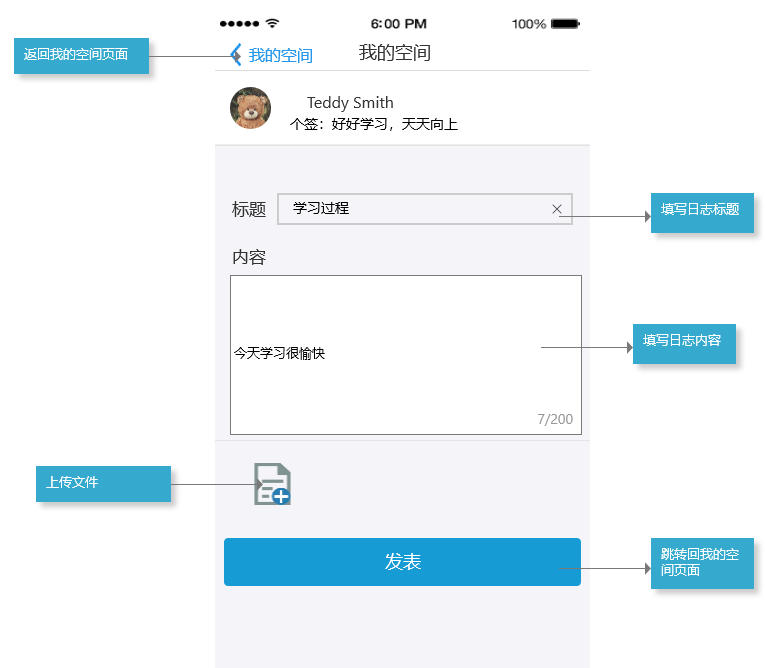 6:00 PM
100%
返回我的空间页面
我的空间
我的空间
Teddy Smith
个签：好好学习，天天向上
标题
学习过程
填写日志标题
内容
今天学习很愉快
填写日志内容
7/200
上传文件
发表
跳转回我的空
间页面